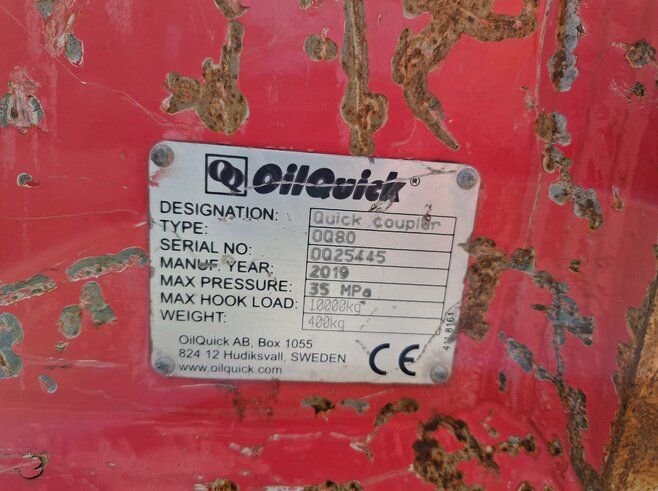 OilQuick®
DESIGNATION: Quick coupler
TYPE: OQ80
SERIAL NO: OQ25445
MANUF. YEAR: 2019
MAX PRESSURE: 35 MPa
MAX HOOK LOAD: 10000kg
WEIGHT: 400kg
OilQuick AB, Box 1055
824 12 Hudiksvall, SWEDEN
www.oilquick.com
CE